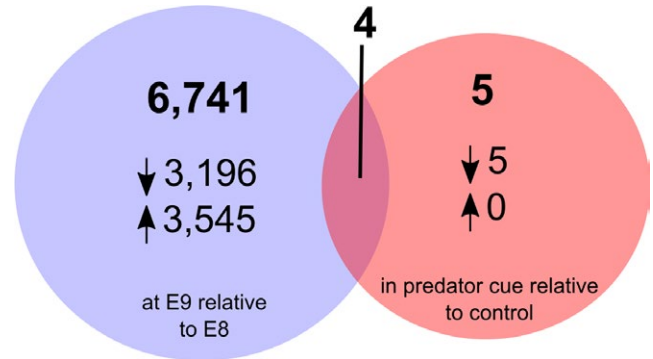 4
6,741
↓ 3,196
↑ 3,545
at E9 relative
to E8
5
↓ 5
↑ 0
in predator cue relative
to control